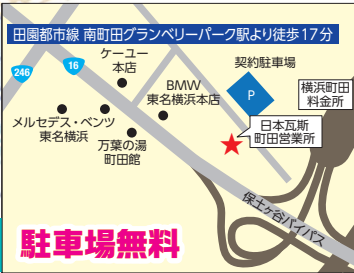 田園都市線 南町田グランベリーパーク駅より徒歩17分
ケーユー
本店
契約駐車場
16
246
BMW
東名横浜本店
P
横浜町田
料金所
メルセデス・ベンツ
東名横浜
日本瓦斯
町田営業所
万葉の湯
町田館
保土ヶ谷バイパス
駐車場無料